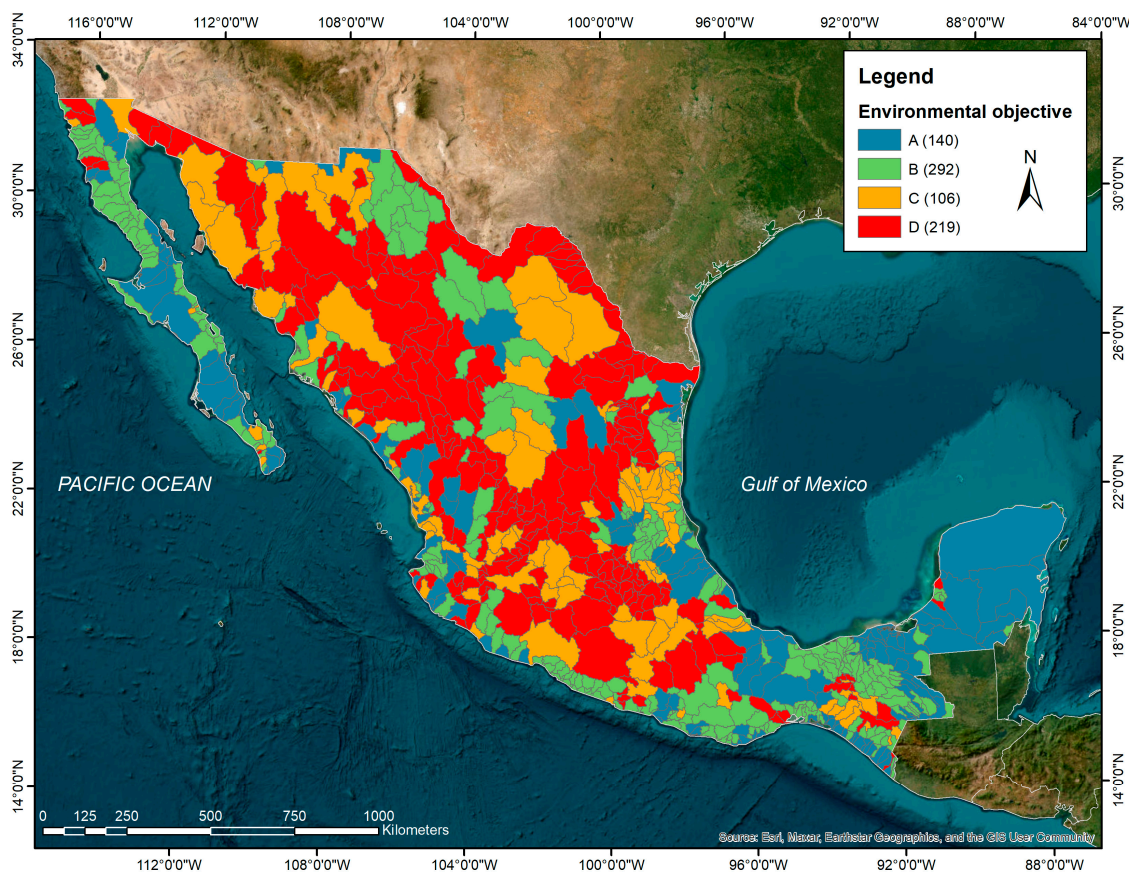 116°0'0"W 112°0'0"W 108°0'0"W 104°0'0"W 100°0'0"W 96°0'0"W 92°0'0"W 88°0'0"W 84°0'0"W
34°0'0"N
Legend
Environmental objective
A (140)
B (292)
C (106)
D (219)
N
30°0'0"N 30°0'0"N
26°0'0"N 26°0'0"N
PACIFIC OCEAN Gulf of Mexico
22°0'0"N 22°0'0"N
18°0'0"N 18°0'0"N
14°0'0"N 14°0'0"N
0 125 250 500 750 1000
Kilometers
Source: Esri, Maxar, Earthstar Geographics, and the GIS User Community
112°0'0"W 108°0'0"W 104°0'0"W 100°0'0"W 96°0'0"W 92°0'0"W 88°0'0"W